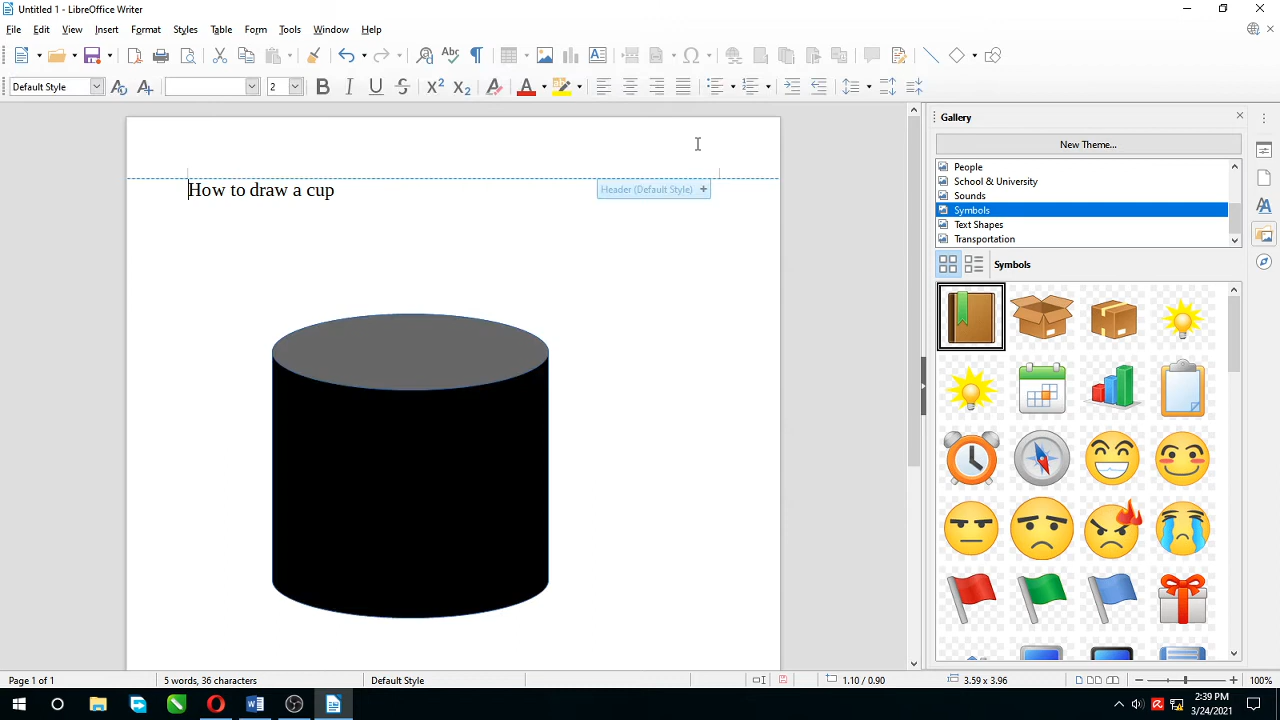 Untitled 1 - LibreOffice Writer
File Edit View Insert Format Styles Table Form Tools Window Help
Default Style
2
Gallery
New Theme...
People
School & University
Sounds
Symbols
Text Shapes
Transportation
Symbols
How to draw a cup
Header (Default Style) +
Page 1 of 1
5 words, 36 characters
Default Style
1.10 / 0.90
3.59 x 3.96
100%
2:39 PM
3/24/2021